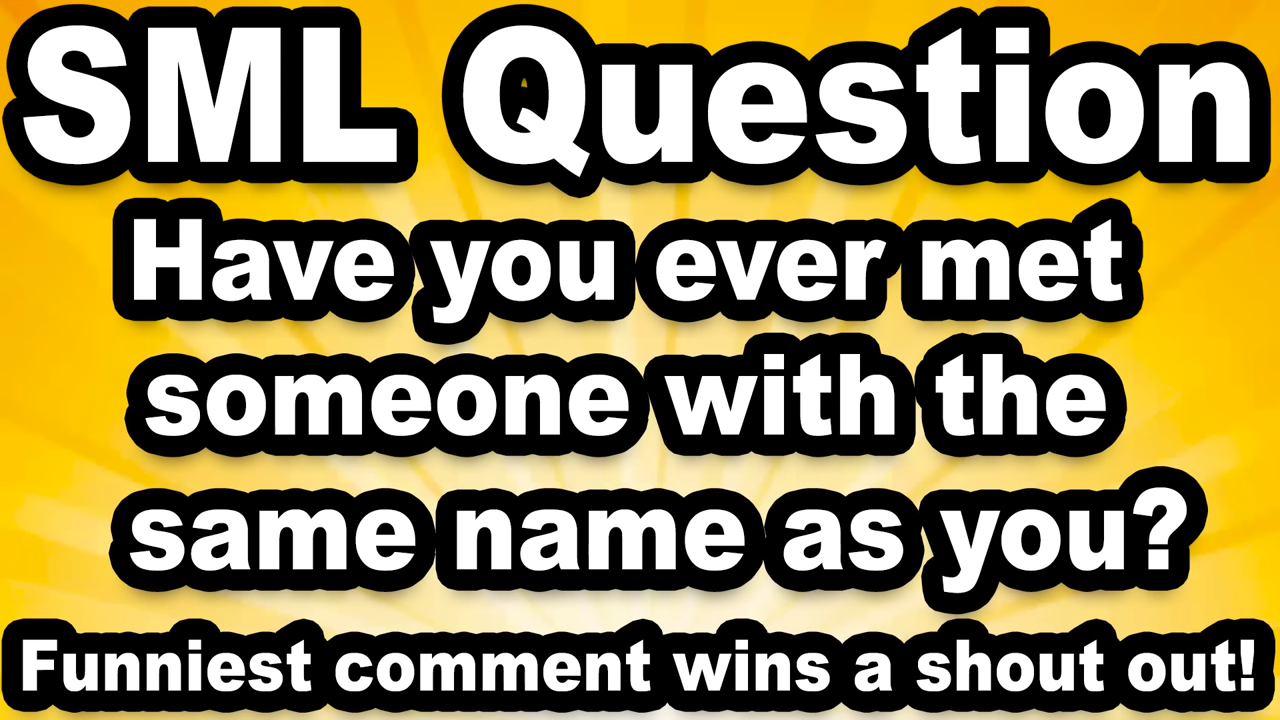 SML Question
Have you ever met
someone with the
same name as you?
Funniest comment wins a shout out!